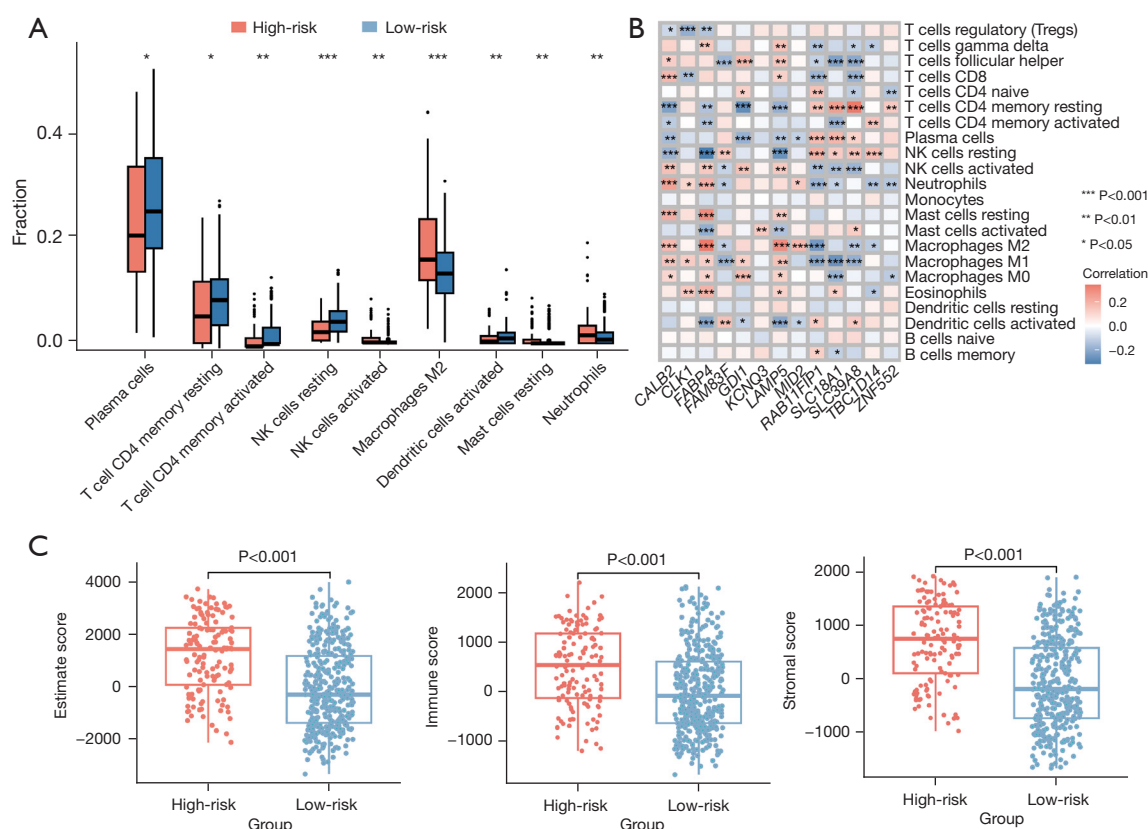 A
High-risk
Low-risk
* * ** *** ** *** ** ** **
Fraction
0.4
0.2
0.0
Plasma cells
T cell CD4 memory resting
T cell CD4 memory activated
NK cells resting
NK cells activated
Macrophages M2
Dendritic cells activated
Mast cells resting
Neutrophils
B
T cells regulatory (Tregs)
T cells gamma delta
T cells follicular helper
T cells CD8
T cells CD4 naive
T cells CD4 memory resting
T cells CD4 memory activated
Plasma cells
NK cells resting
NK cells activated
Neutrophils
Monocytes
Mast cells resting
Mast cells activated
Macrophages M2
Macrophages M1
Macrophages M0
Eosinophils
Dendritic cells resting
Dendritic cells activated
B cells naive
B cells memory
CALB2
CLK1
FABP4
FAM83F
GDI1
KCNQ3
LAMP5
MID2
RAB11FIP1
SLC18A1
SLC39A8
TBC1D14
ZNF552
*** P<0.001
** P<0.01
* P<0.05
Correlation
0.2
0.0
−0.2
C
P<0.001
Estimate score
4000
2000
0
−2000
High-risk
Low-risk
Group
P<0.001
Immune score
2000
1000
0
−1000
High-risk
Low-risk
Group
P<0.001
Stromal score
2000
1000
0
−1000
High-risk
Low-risk
Group